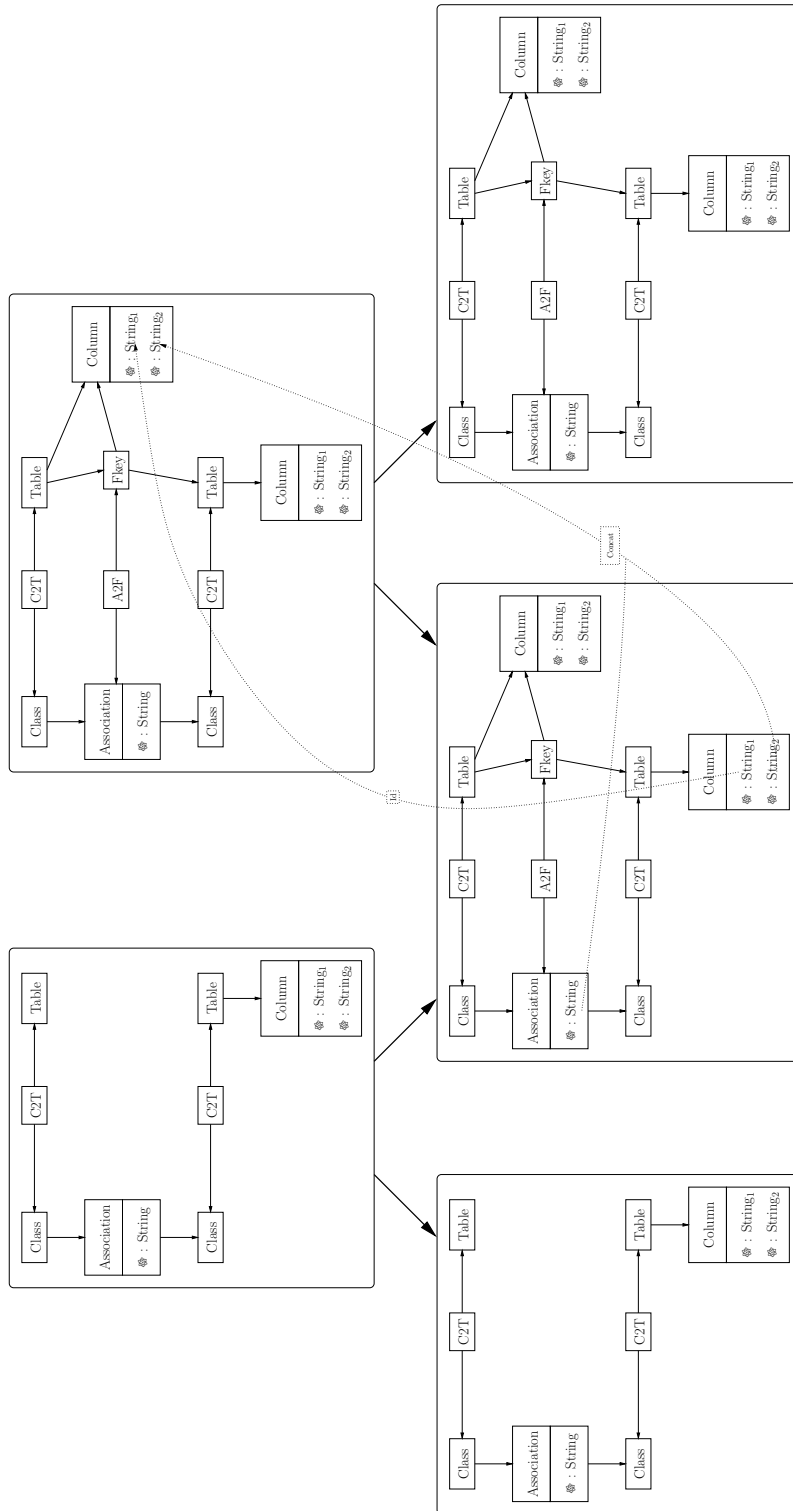 Class
C2T
Table
Association
❁ : String
Class
C2T
Table
Column
❁ : String₁
❁ : String₂
Class
C2T
Table
Column
❁ : String₁
❁ : String₂
Association
❁ : String
A2F
Fkey
Class
C2T
Table
Column
❁ : String₁
❁ : String₂
id
Concat
Class
C2T
Table
Association
❁ : String
Class
C2T
Table
Column
❁ : String₁
❁ : String₂
Class
C2T
Table
Column
❁ : String₁
❁ : String₂
Association
❁ : String
A2F
Fkey
Class
C2T
Table
Column
❁ : String₁
❁ : String₂
Class
C2T
Table
Column
❁ : String₁
❁ : String₂
Association
❁ : String
A2F
Fkey
Class
C2T
Table
Column
❁ : String₁
❁ : String₂